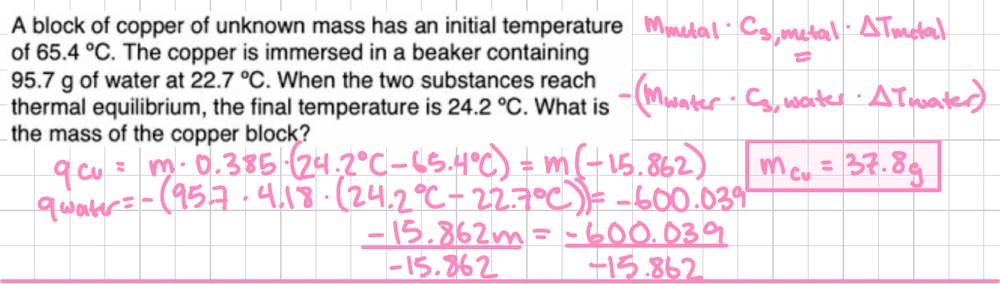 A block of copper of unknown mass has an initial temperature
of 65.4 ºC. The copper is immersed in a beaker containing
95.7 g of water at 22.7 ºC. When the two substances reach
thermal equilibrium, the final temperature is 24.2 ºC. What is
the mass of the copper block?
Mmetal · Cs,metal · ΔTmetal
=
-(Mwater · Cs,water · ΔTwater)
qcu = m · 0.385 · (24.2°C - 65.4°C) = m(-15.862)
qwater = -(95.7 · 4.18 · (24.2°C - 22.7°C)) = -600.039
-15.862m = -600.039
-15.862 -15.862
mcu = 37.8g